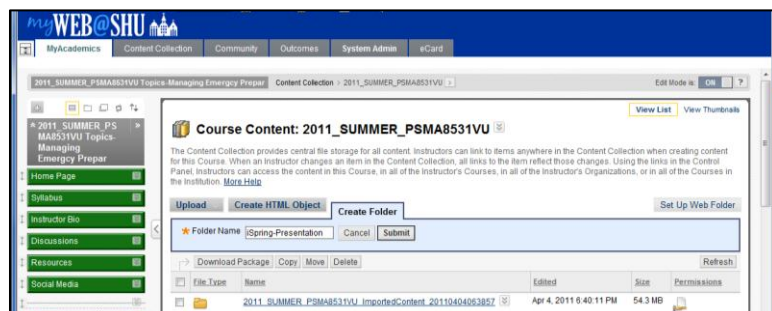 myWEB@SHU
MyAcademics Content Collection Community Outcomes System Admin eCard
2011_SUMMER_PSMA8531VU Topics-Managing Emergcy Prepar Content Collection > 2011_SUMMER_PSMA8531VU Edit Mode is: ON ?
View List View Thumbnails
2011_SUMMER_PS
MA8531VU Topics-
Managing
Emergcy Prepar
Home Page
Syllabus
Instructor Bio
Discussions
Resources
Social Media
Course Content: 2011_SUMMER_PSMA8531VU
The Content Collection provides central file storage for all content. Instructors can link to items anywhere in the Content Collection when creating content
for this Course. When an Instructor changes an item in the Content Collection, all links to the item reflect those changes. Using the links in the Control
Panel, Instructors can access the content in this Course, in all of the Instructor's Courses, in all of the Instructor's Organizations, or in all of the Courses in
the Institution. More Help
Upload Create HTML Object Create Folder Set Up Web Folder
Folder Name iSpring-Presentation Cancel Submit
Download Package Copy Move Delete Refresh
File Type Name Edited Size Permissions
2011_SUMMER_PSMA8531VU_ImportedContent_20110404063857 Apr 4, 2011 6:40:11 PM 54.3 MB